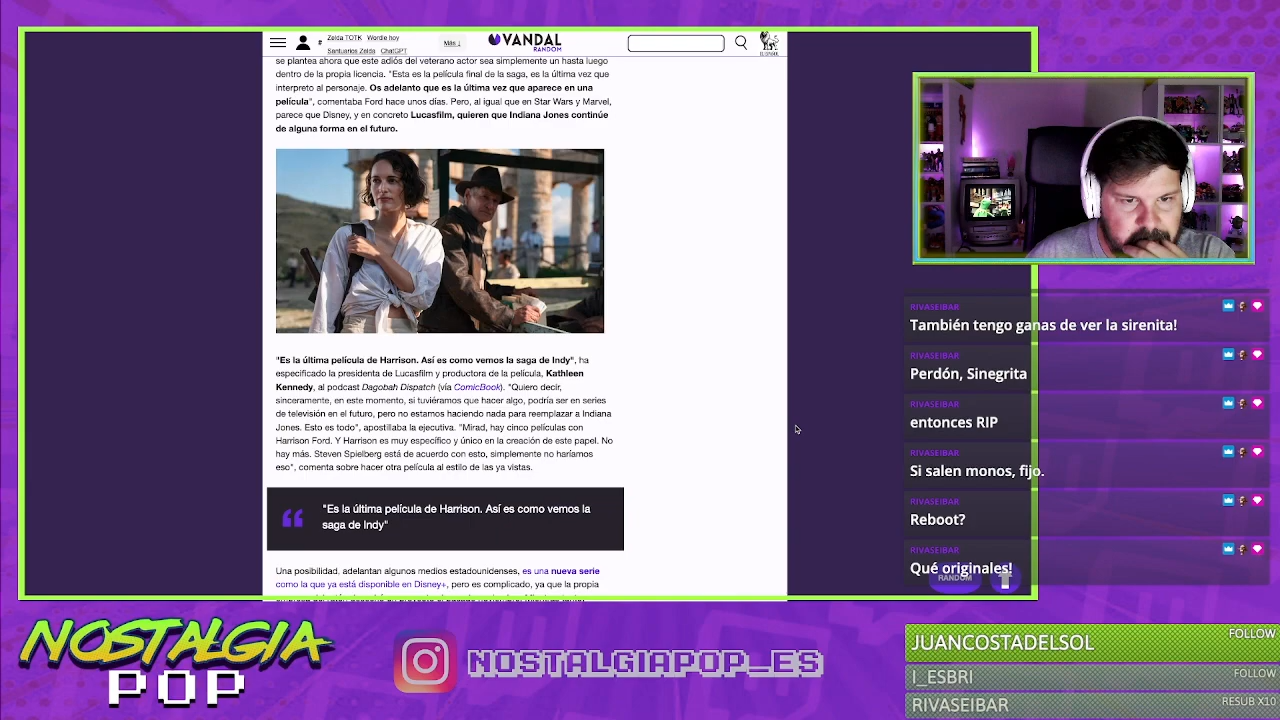 Zelda TOTK Wordle hoy
#
Santuarios Zelda ChatGPT
Más ↓
VANDAL
RANDOM
se plantea ahora que este adiós del veterano actor sea simplemente un hasta luego
dentro de la propia licencia. "Esta es la película final de la saga, es la última vez que
interpreto al personaje. Os adelanto que es la última vez que aparece en una
película", comentaba Ford hace unos días. Pero, al igual que en Star Wars y Marvel,
parece que Disney, y en concreto Lucasfilm, quieren que Indiana Jones continúe
de alguna forma en el futuro.
"Es la última película de Harrison. Así es como vemos la saga de Indy", ha
especificado la presidenta de Lucasfilm y productora de la película, Kathleen
Kennedy, al podcast Dagobah Dispatch (vía ComicBook). "Quiero decir,
sinceramente, en este momento, si tuviéramos que hacer algo, podría ser en series
de televisión en el futuro, pero no estamos haciendo nada para reemplazar a Indiana
Jones. Esto es todo", apostillaba la ejecutiva. "Mirad, hay cinco películas con
Harrison Ford. Y Harrison es muy específico y único en la creación de este papel. No
hay más. Steven Spielberg está de acuerdo con esto, simplemente no haríamos
eso", comenta sobre hacer otra película al estilo de las ya vistas.
"Es la última película de Harrison. Así es como vemos la
saga de Indy"
Una posibilidad, adelantan algunos medios estadounidenses, es una nueva serie
como la que ya está disponible en Disney+, pero es complicado, ya que la propia
RIVASEIBAR
También tengo ganas de ver la sirenita!
RIVASEIBAR
Perdón, Sinegrita
RIVASEIBAR
entonces RIP
RIVASEIBAR
Si salen monos, fijo.
RIVASEIBAR
Reboot?
RIVASEIBAR
Qué originales!
RANDOM
NOSTALGIA
POP
NOSTALGIAPOP_ES
JUANCOSTADELSOL FOLLOW
I_ESBRI FOLLOW
RIVASEIBAR RESUB X10